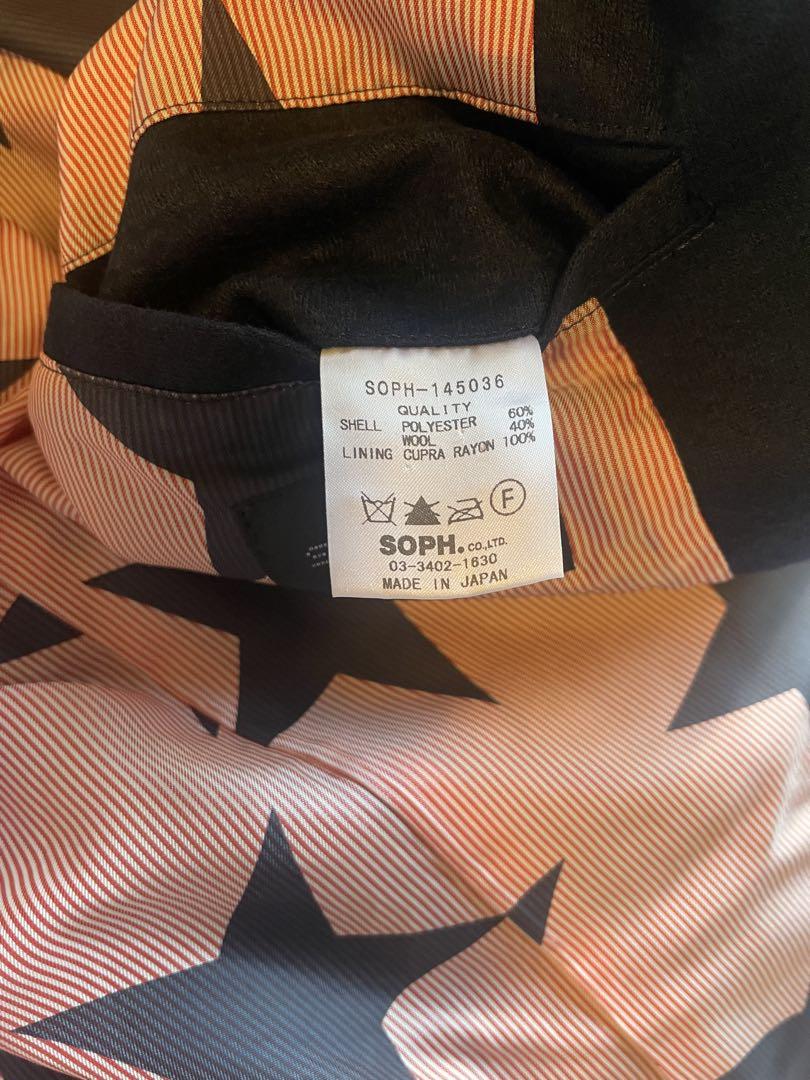 SOPH-145036
QUALITY
SHELL POLYESTER 60%
WOOL 40%
LINING CUPRA RAYON 100%
F
SOPH. CO.,LTD.
03-3402-1630
MADE IN JAPAN